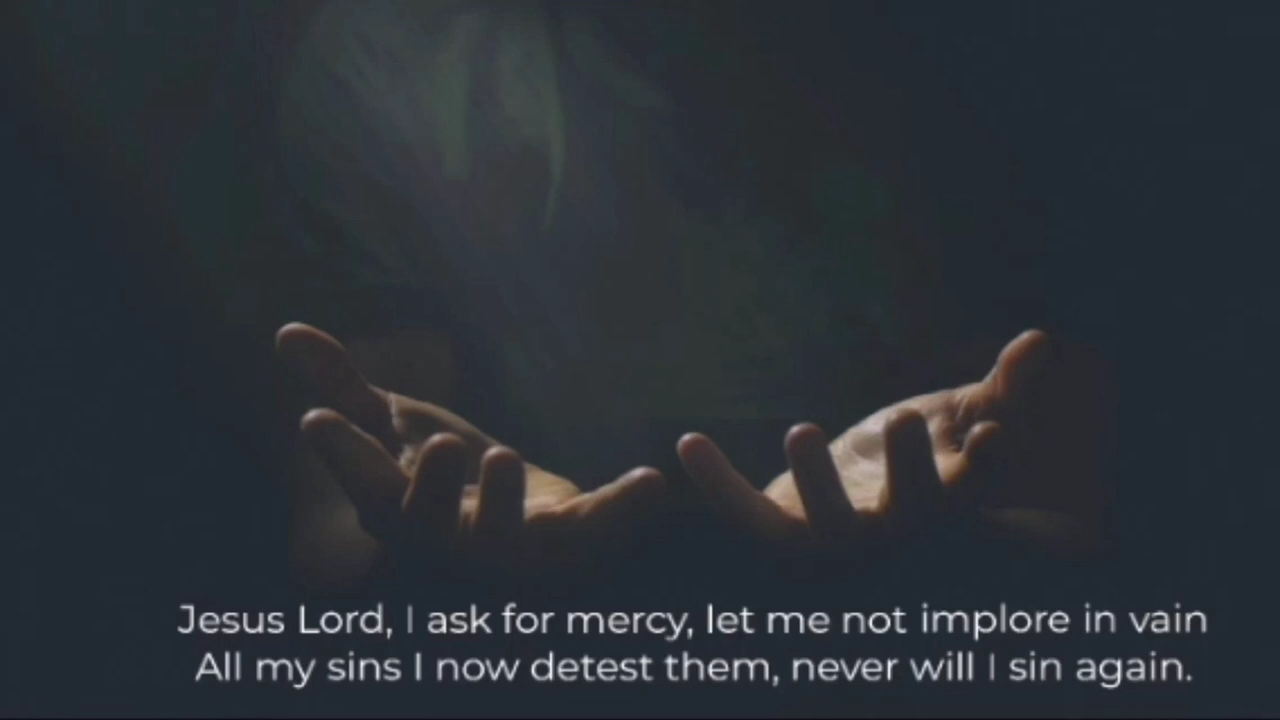 Jesus Lord, I ask for mercy, let me not implore in vain
All my sins I now detest them, never will I sin again.